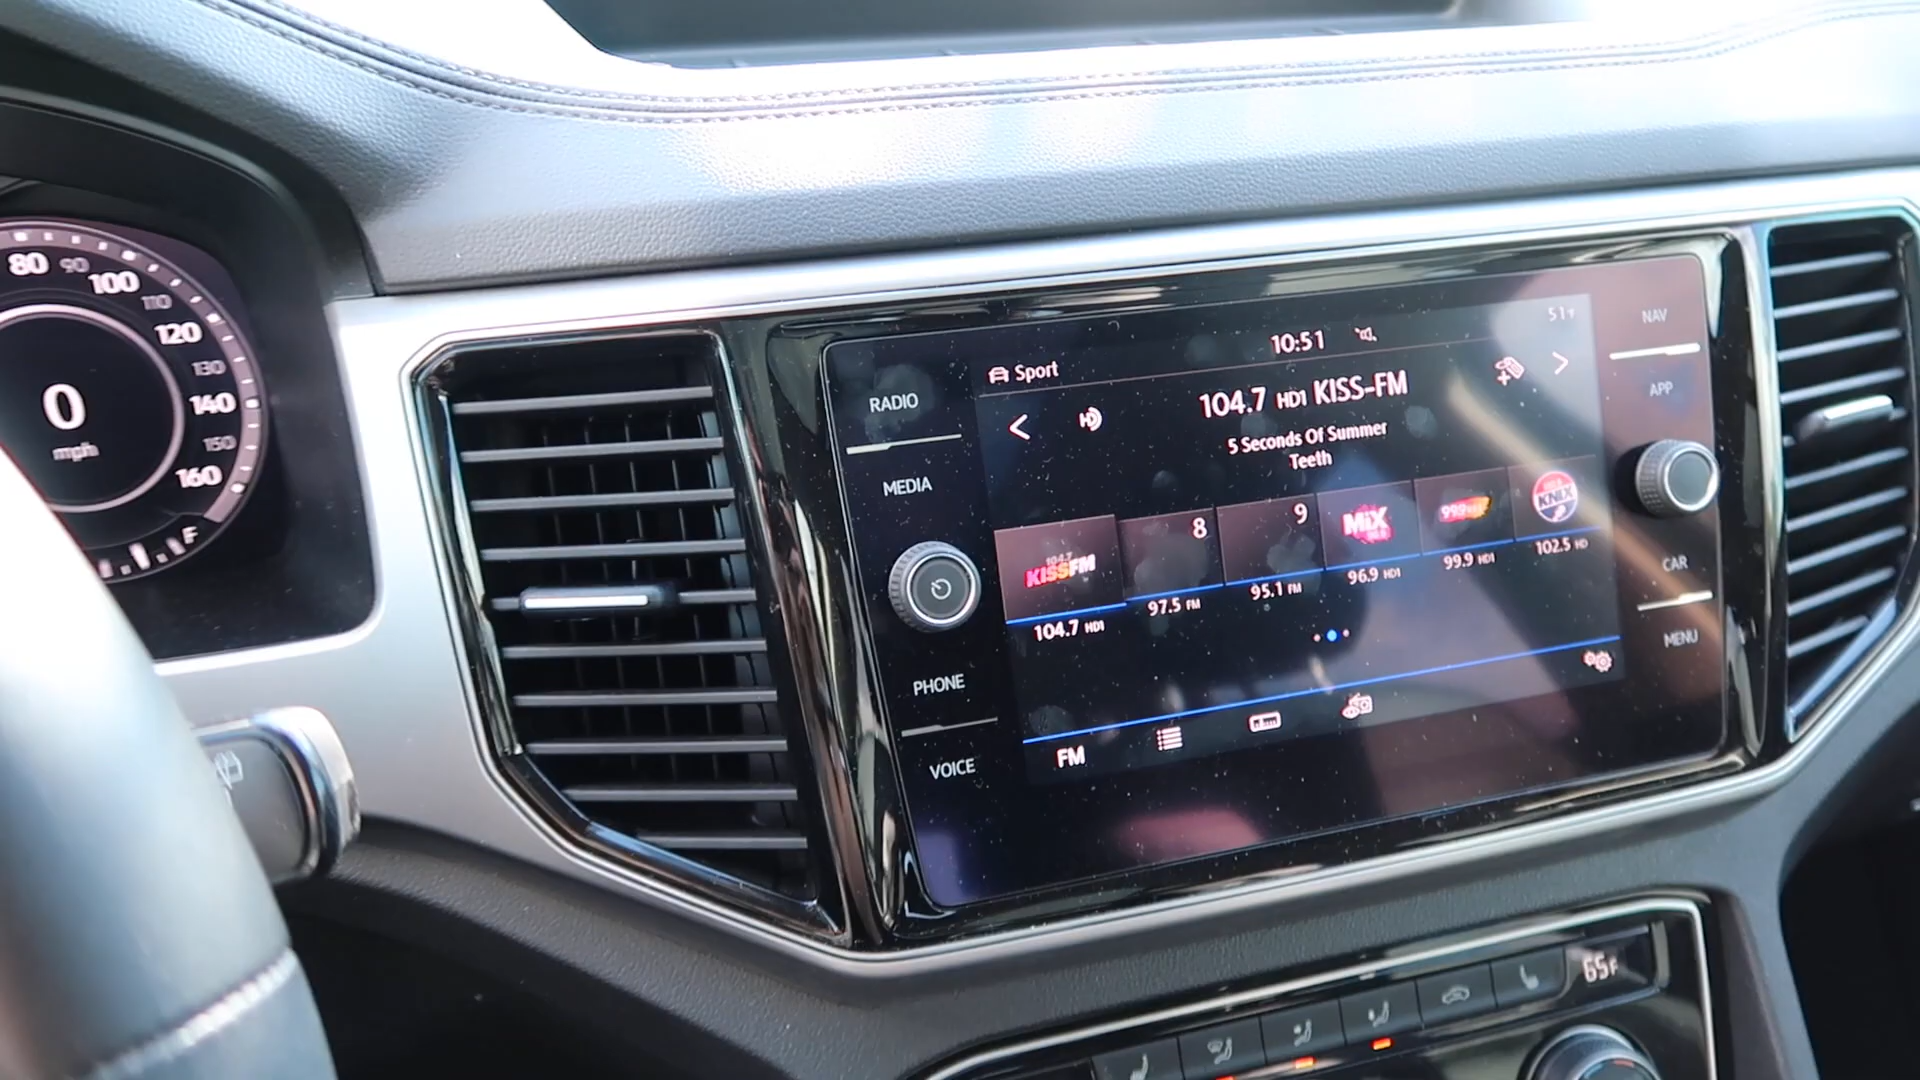 80
90
100
110
120
130
140
150
160
0
mph
F
RADIO
MEDIA
PHONE
VOICE
10:51
51F
Sport
104.7 HD1 KISS-FM
5 Seconds Of Summer
Teeth
104.7
KISSFM
8
9
MiX
KNIX
104.7 HD1
97.5 FM
95.1 FM
96.9 HD1
99.9 HD1
102.5 HD
FM
NAV
APP
CAR
MENU
65F